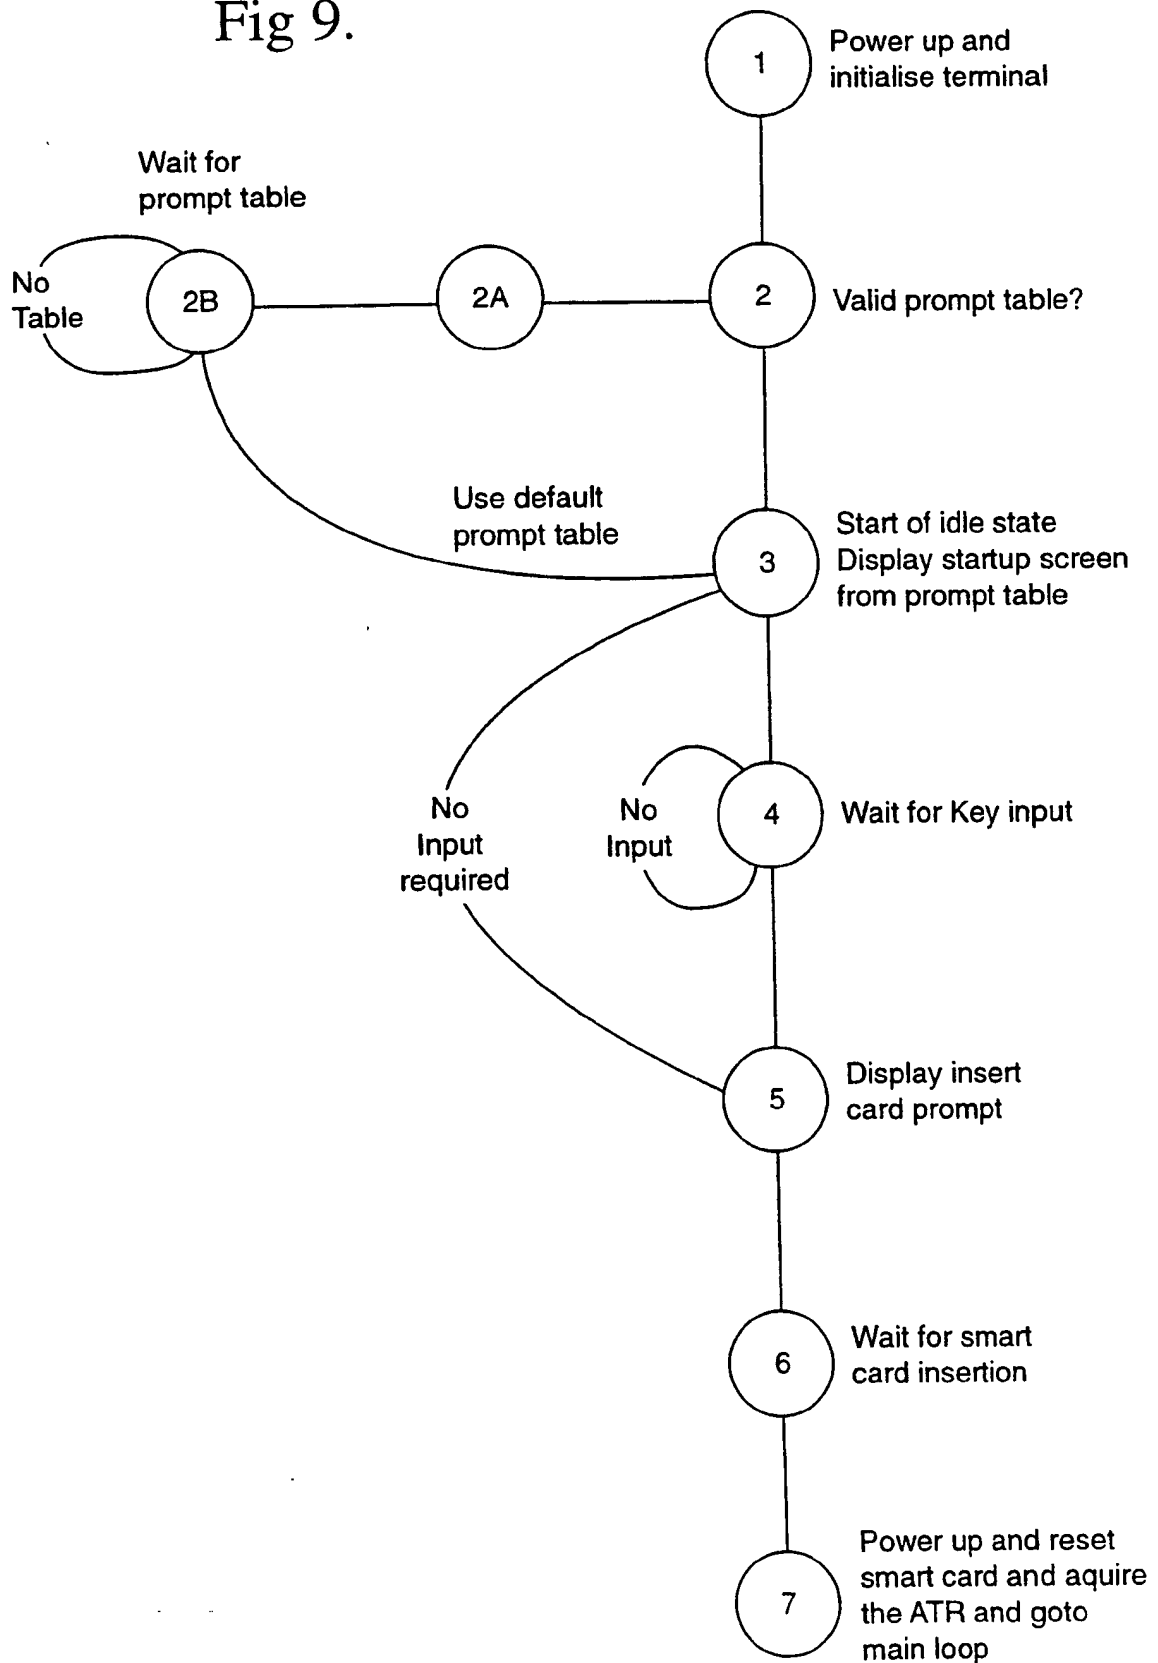 Fig 9.
1
Power up and
initialise terminal
Wait for
prompt table
No
Table
2B
2A
2
Valid prompt table?
Use default
prompt table
3
Start of idle state
Display startup screen
from prompt table
No
Input
required
No
Input
4
Wait for Key input
5
Display insert
card prompt
6
Wait for smart
card insertion
7
Power up and reset
smart card and aquire
the ATR and goto
main loop